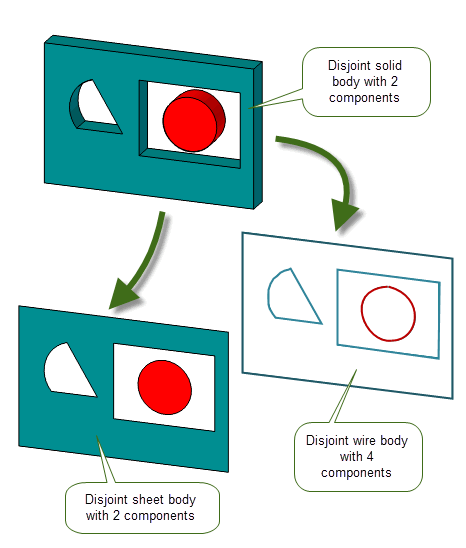 Disjoint solid
body with 2
components
Disjoint wire body
with 4
components
Disjoint sheet body
with 2 components